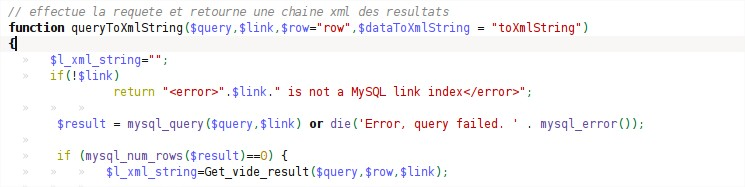 // effectue la requete et retourne une chaine xml des resultats
function queryToXmlString($query,$link,$row="row",$dataToXmlString = "toXmlString")
{
$l_xml_string="";
if(!$link)
return "<error>".$link." is not a MySQL link index</error>";
$result = mysql_query($query,$link) or die('Error, query failed. ' . mysql_error());
if (mysql_num_rows($result)==0) {
$l_xml_string=Get_vide_result($query,$row,$link);